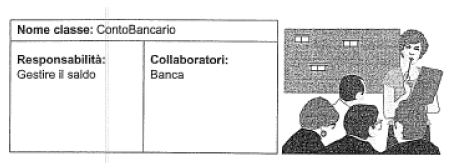 Nome classe: ContoBancario
Responsabilità:
Gestire il saldo
Collaboratori:
Banca